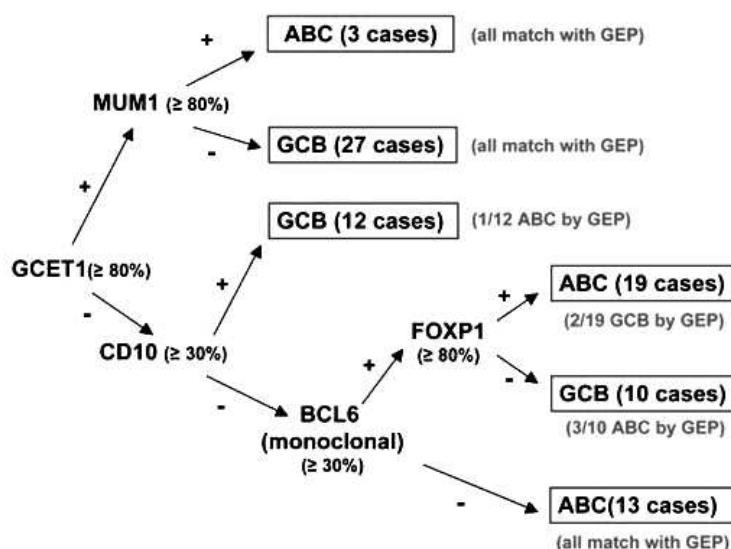 +
ABC (3 cases) (all match with GEP)
MUM1 (≥ 80%)
-
GCB (27 cases) (all match with GEP)
+
GCB (12 cases) (1/12 ABC by GEP)
GCET1 (≥ 80%)
+
-
CD10 (≥ 30%)
+
ABC (19 cases)
(2/19 GCB by GEP)
FOXP1
(≥ 80%)
+
-
GCB (10 cases)
(3/10 ABC by GEP)
-
BCL6
(monoclonal)
(≥ 30%)
-
ABC(13 cases)
(all match with GEP)